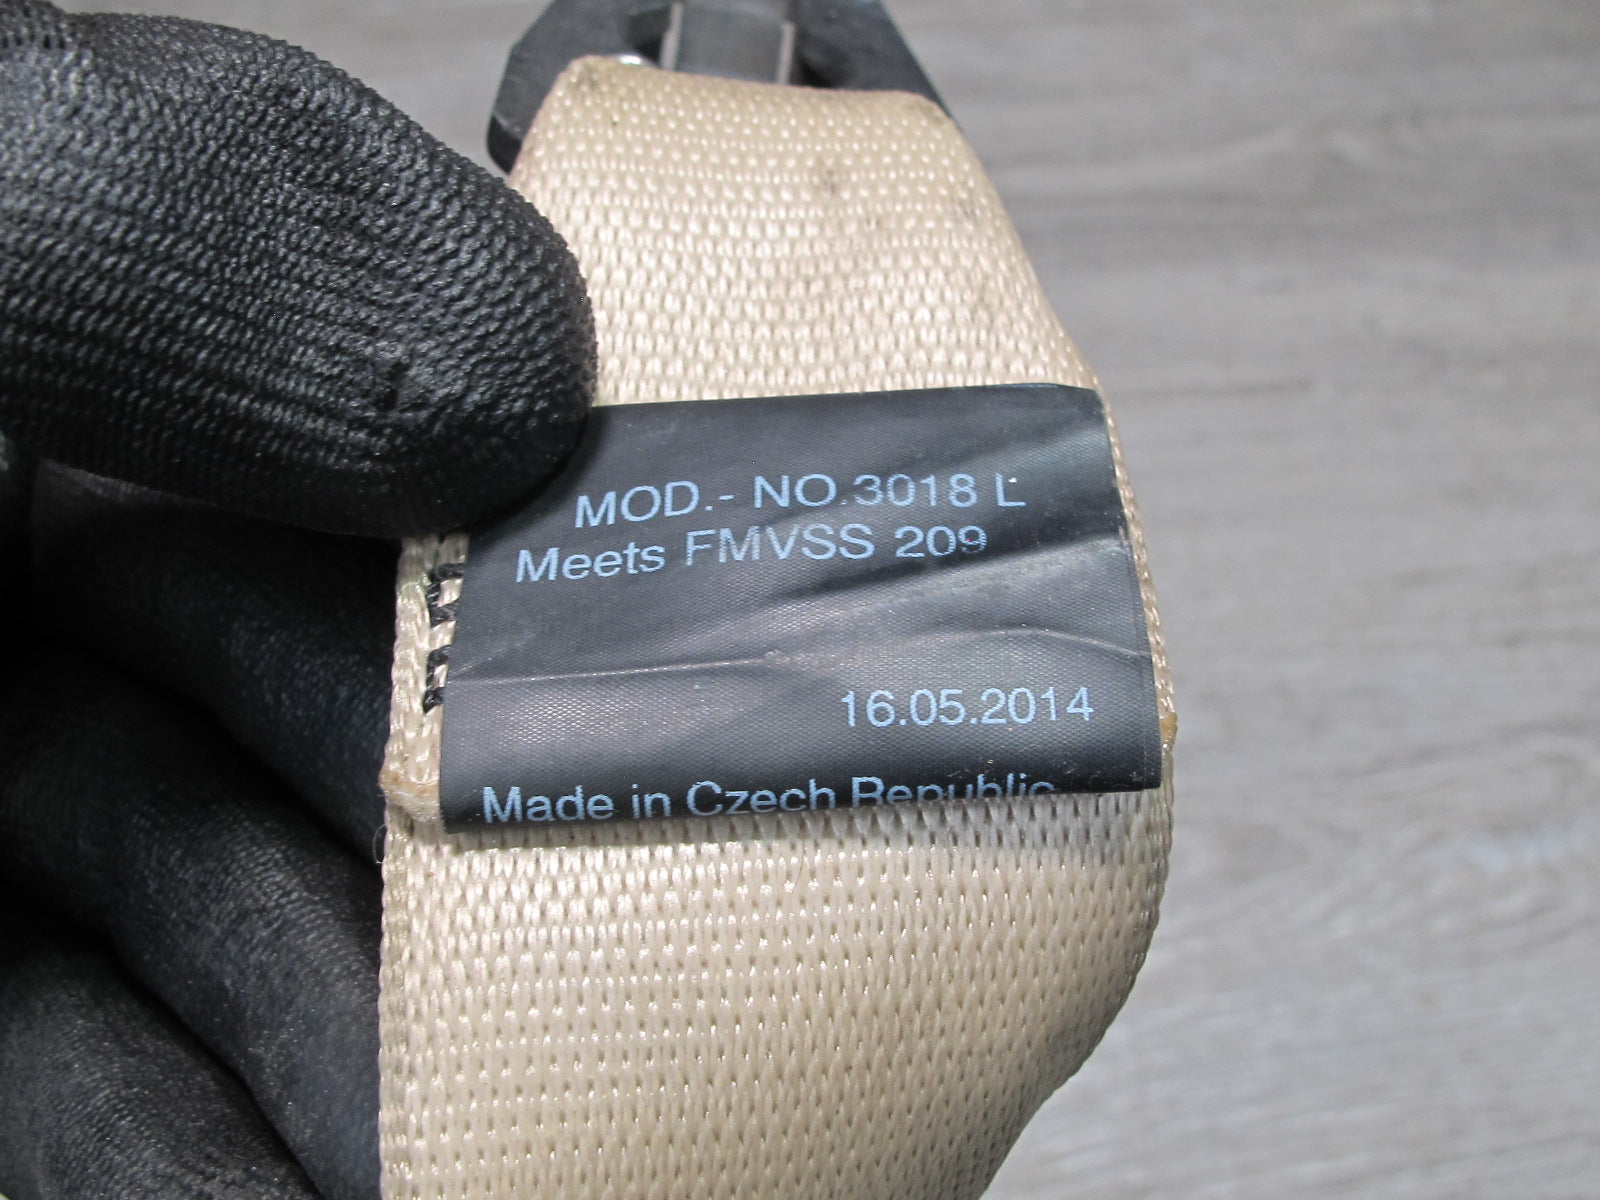 MOD.- NO.3018 L
Meets FMVSS 209
16.05.2014
Made in Czech Republic